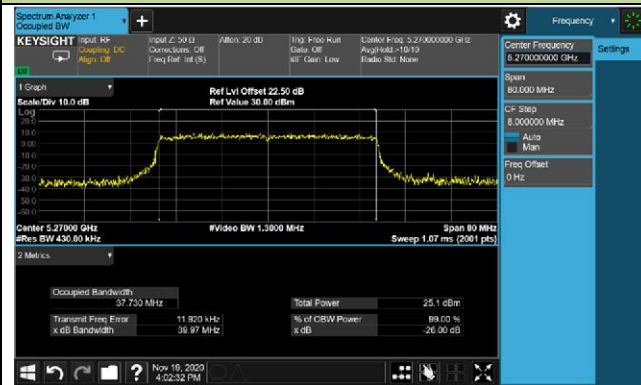 Spectrum Analyzer 1
Occupied BW
+
Frequency
KEYSIGHT
Input: RF
Coupling: DC
Align: Off
Input Z: 50 Ω
Corrections: Off
Freq Ref: Int (S)
Atten: 20 dB
Trig: Free Run
Gate: Off
#IF Gain: Low
Center Freq: 5.270000000 GHz
Avg|Hold:>10/10
Radio Std: None
Center Frequency
5.270000000 GHz
Settings
Span
80.000 MHz
CF Step
8.000000 MHz
Auto
Man
Freq Offset
0 Hz
1 Graph
Scale/Div 10.0 dB
Ref Lvl Offset 22.50 dB
Ref Value 30.00 dBm
Log
20.0
10.0
0.00
-10.0
-20.0
-30.0
-40.0
-50.0
-60.0
Center 5.27000 GHz
#Res BW 430.00 kHz
#Video BW 1.3000 MHz
Span 80 MHz
Sweep 1.07 ms (2001 pts)
2 Metrics
Occupied Bandwidth
37.730 MHz
Total Power 25.1 dBm
Transmit Freq Error 11.920 kHz
% of OBW Power 99.00 %
x dB Bandwidth 39.97 MHz
x dB -26.00 dB
?
Nov 19, 2020
4:02:32 PM